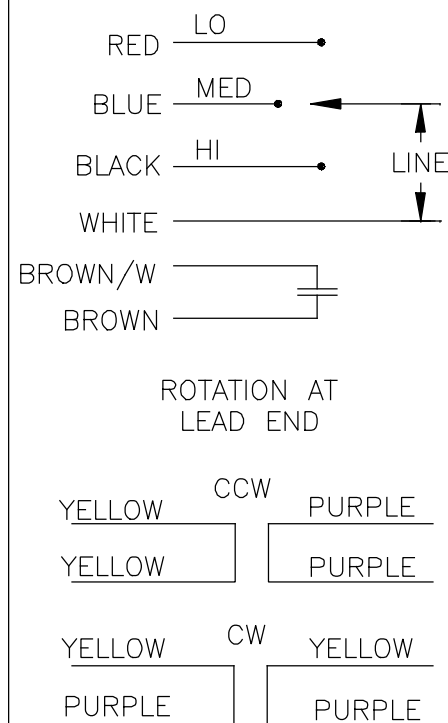 LO
RED
MED
BLUE
HI
BLACK
LINE
WHITE
BROWN/W
BROWN
ROTATION AT
LEAD END
CCW
YELLOW PURPLE
YELLOW PURPLE
CW
YELLOW YELLOW
PURPLE PURPLE